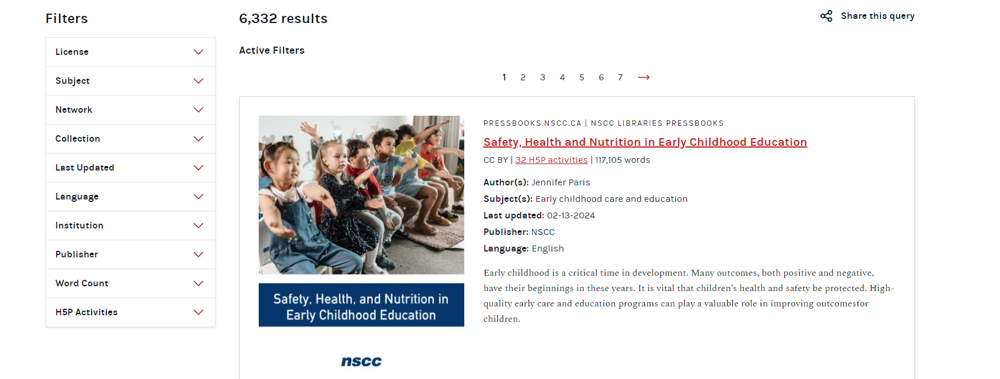 Filters
License
Subject
Network
Collection
Last Updated
Language
Institution
Publisher
Word Count
H5P Activities
6,332 results
Share this query
Active Filters
1 2 3 4 5 6 7
Safety, Health, and Nutrition in
Early Childhood Education
nscc
PRESSBOOKS.NSCC.CA | NSCC LIBRARIES PRESSBOOKS
Safety, Health and Nutrition in Early Childhood Education
CC BY | 32 H5P activities | 117,105 words
Author(s): Jennifer Paris
Subject(s): Early childhood care and education
Last updated: 02-13-2024
Publisher: NSCC
Language: English
Early childhood is a critical time in development. Many outcomes, both positive and negative,
have their beginnings in these years. It is vital that children’s health and safety be protected. High-
quality early care and education programs can play a valuable role in improving outcomesfor
children.